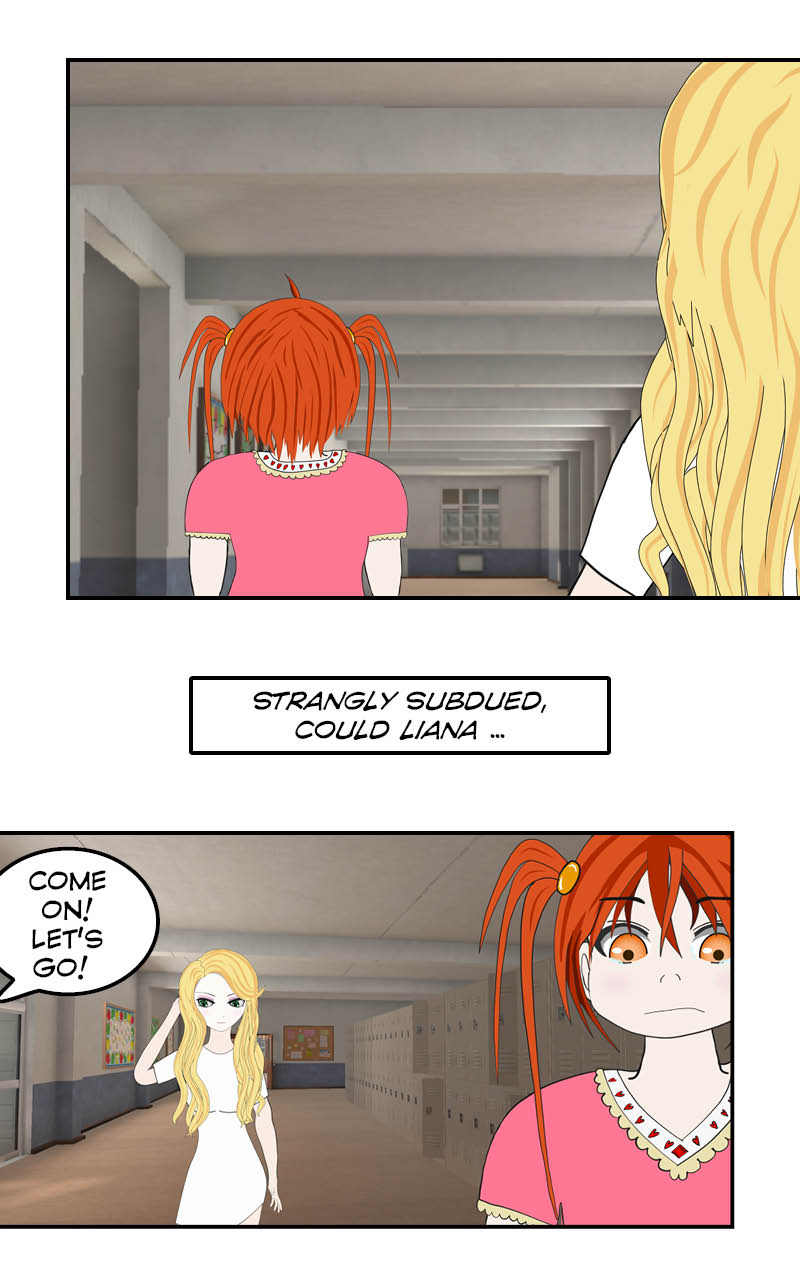 STRANGLY SUBDUED,
COULD LIANA ...
COME
ON!
LET'S
GO!